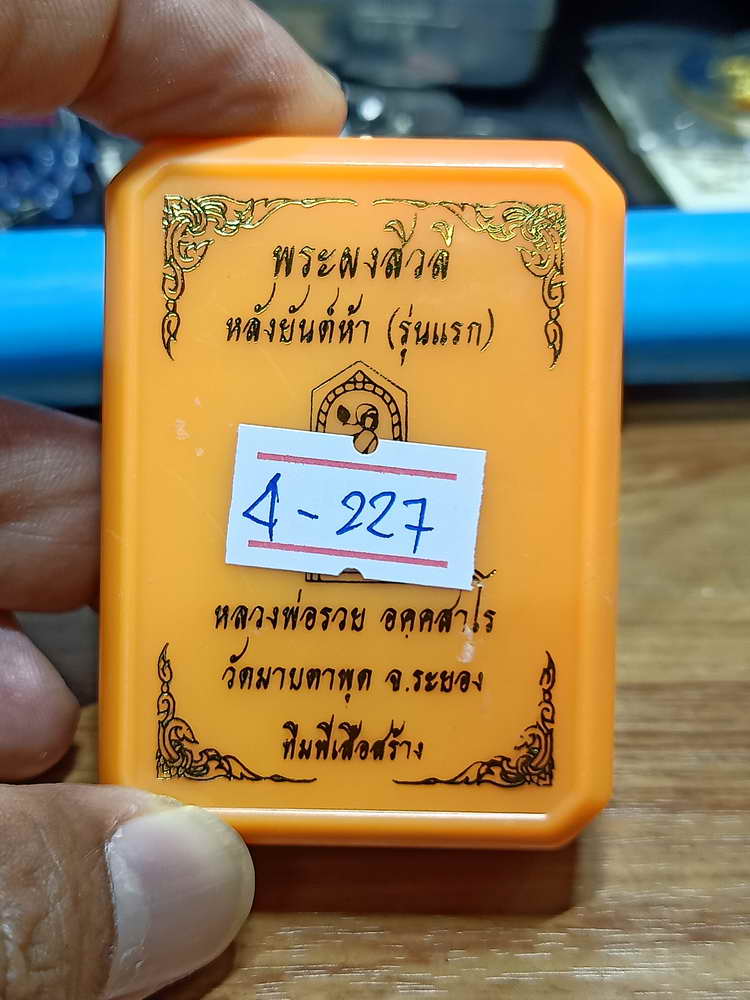 พระผงสีวลี
หลังยันต์ห้า (รุ่นแรก)
4-227
หลวงพ่อรวย อคฺคสาโร
วัดมาบตาพุด จ.ระยอง
ทีมพี่เสือสร้าง